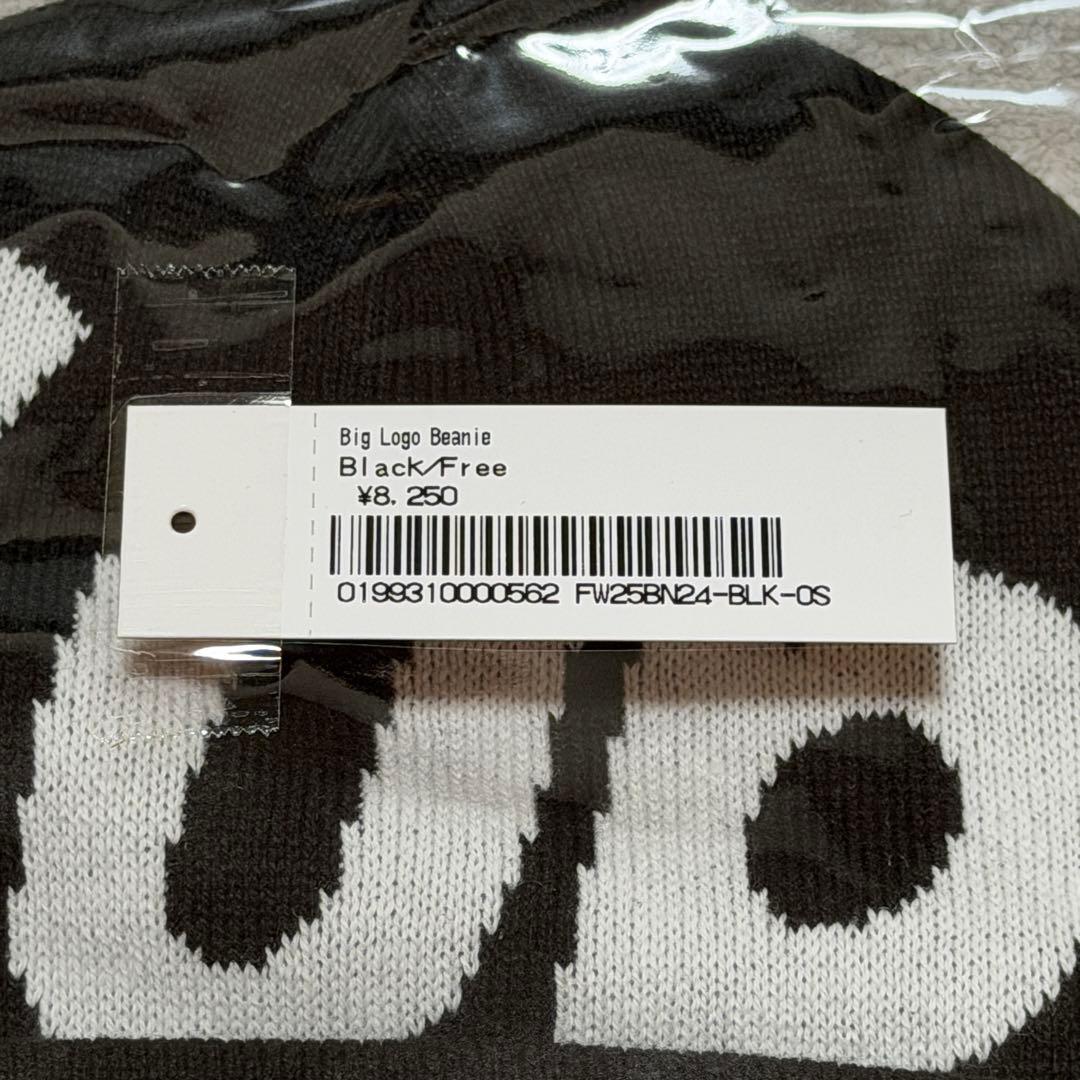 Big Logo Beanie
Black/Free
¥8,250
0199310000562 FW25BN24-BLK-OS